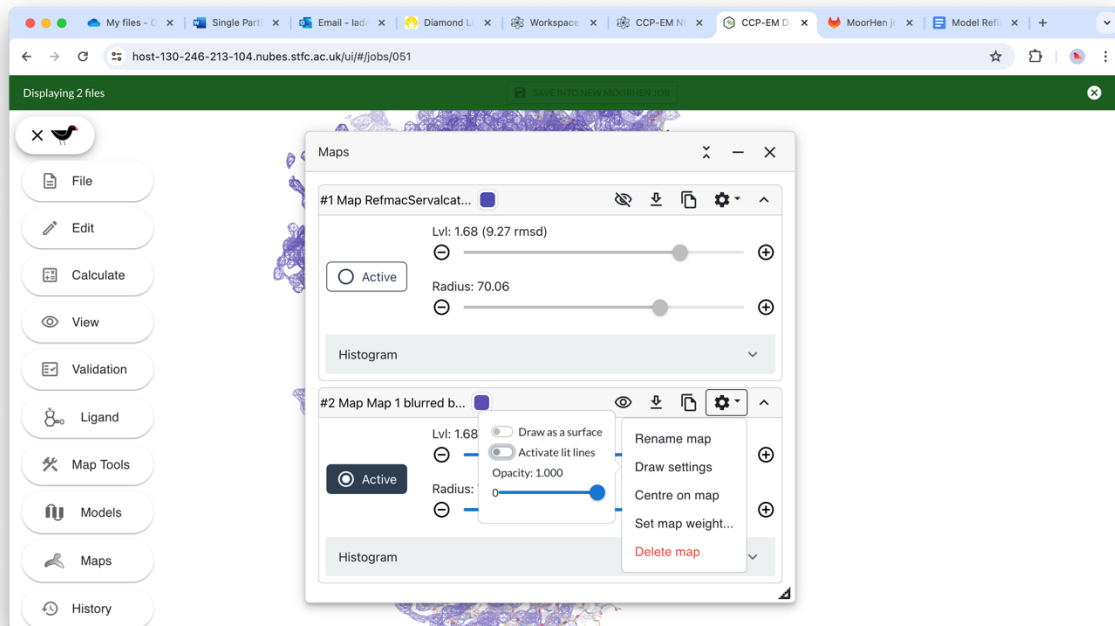 My files - C
Single Parti
Email - lada
Diamond Li
Workspace
CCP-EM Ne
CCP-EM D
MoorHen jo
Model Refi
host-130-246-213-104.nubes.stfc.ac.uk/ui/#/jobs/051
Displaying 2 files
SAVE INTO NEW MOORHEN JOB
File
Edit
Calculate
View
Validation
Ligand
Map Tools
Models
Maps
History
Maps
#1 Map RefmacServalcat...
Lvl: 1.68 (9.27 rmsd)
Active
Radius: 70.06
Histogram
#2 Map Map 1 blurred b...
Lvl: 1.68
Active
Radius:
Histogram
Draw as a surface
Activate lit lines
Opacity: 1.000
0
Rename map
Draw settings
Centre on map
Set map weight...
Delete map